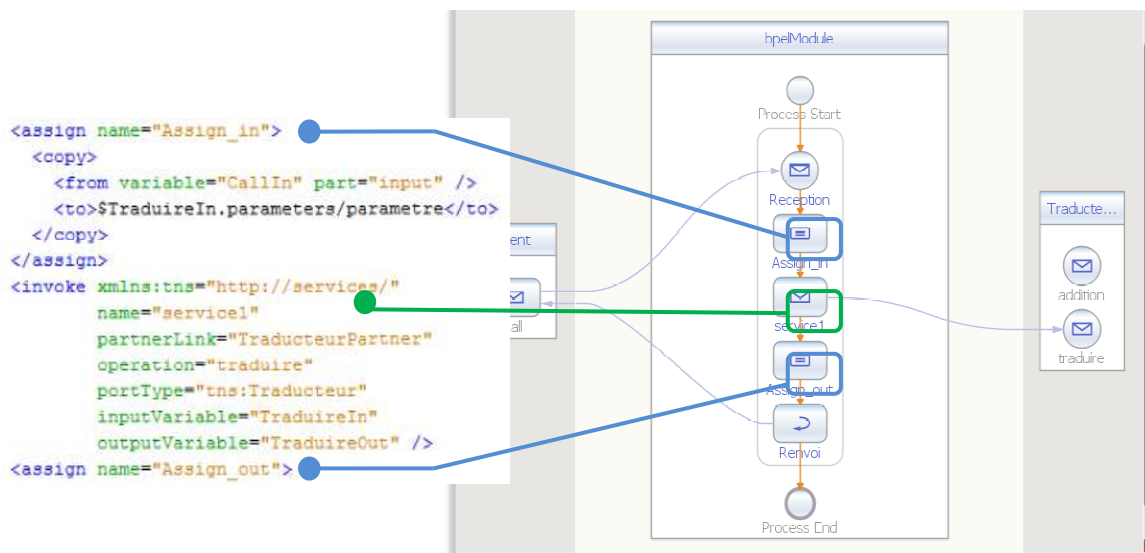 <assign name="Assign_in">
<copy>
<from variable="CallIn" part="input" />
<to>$TraduireIn.parameters/parametre</to>
</copy>
</assign>
<invoke xmlns:tns="http://services/"
name="service1"
partnerLink="TraducteurPartner"
operation="traduire"
portType="tns:Traducteur"
inputVariable="TraduireIn"
outputVariable="TraduireOut" />
<assign name="Assign_out">
ent
all
bpelModule
Process Start
Reception
Assign_in
service1
Assign_out
Renvoi
Process End
Traducte...
addition
traduire